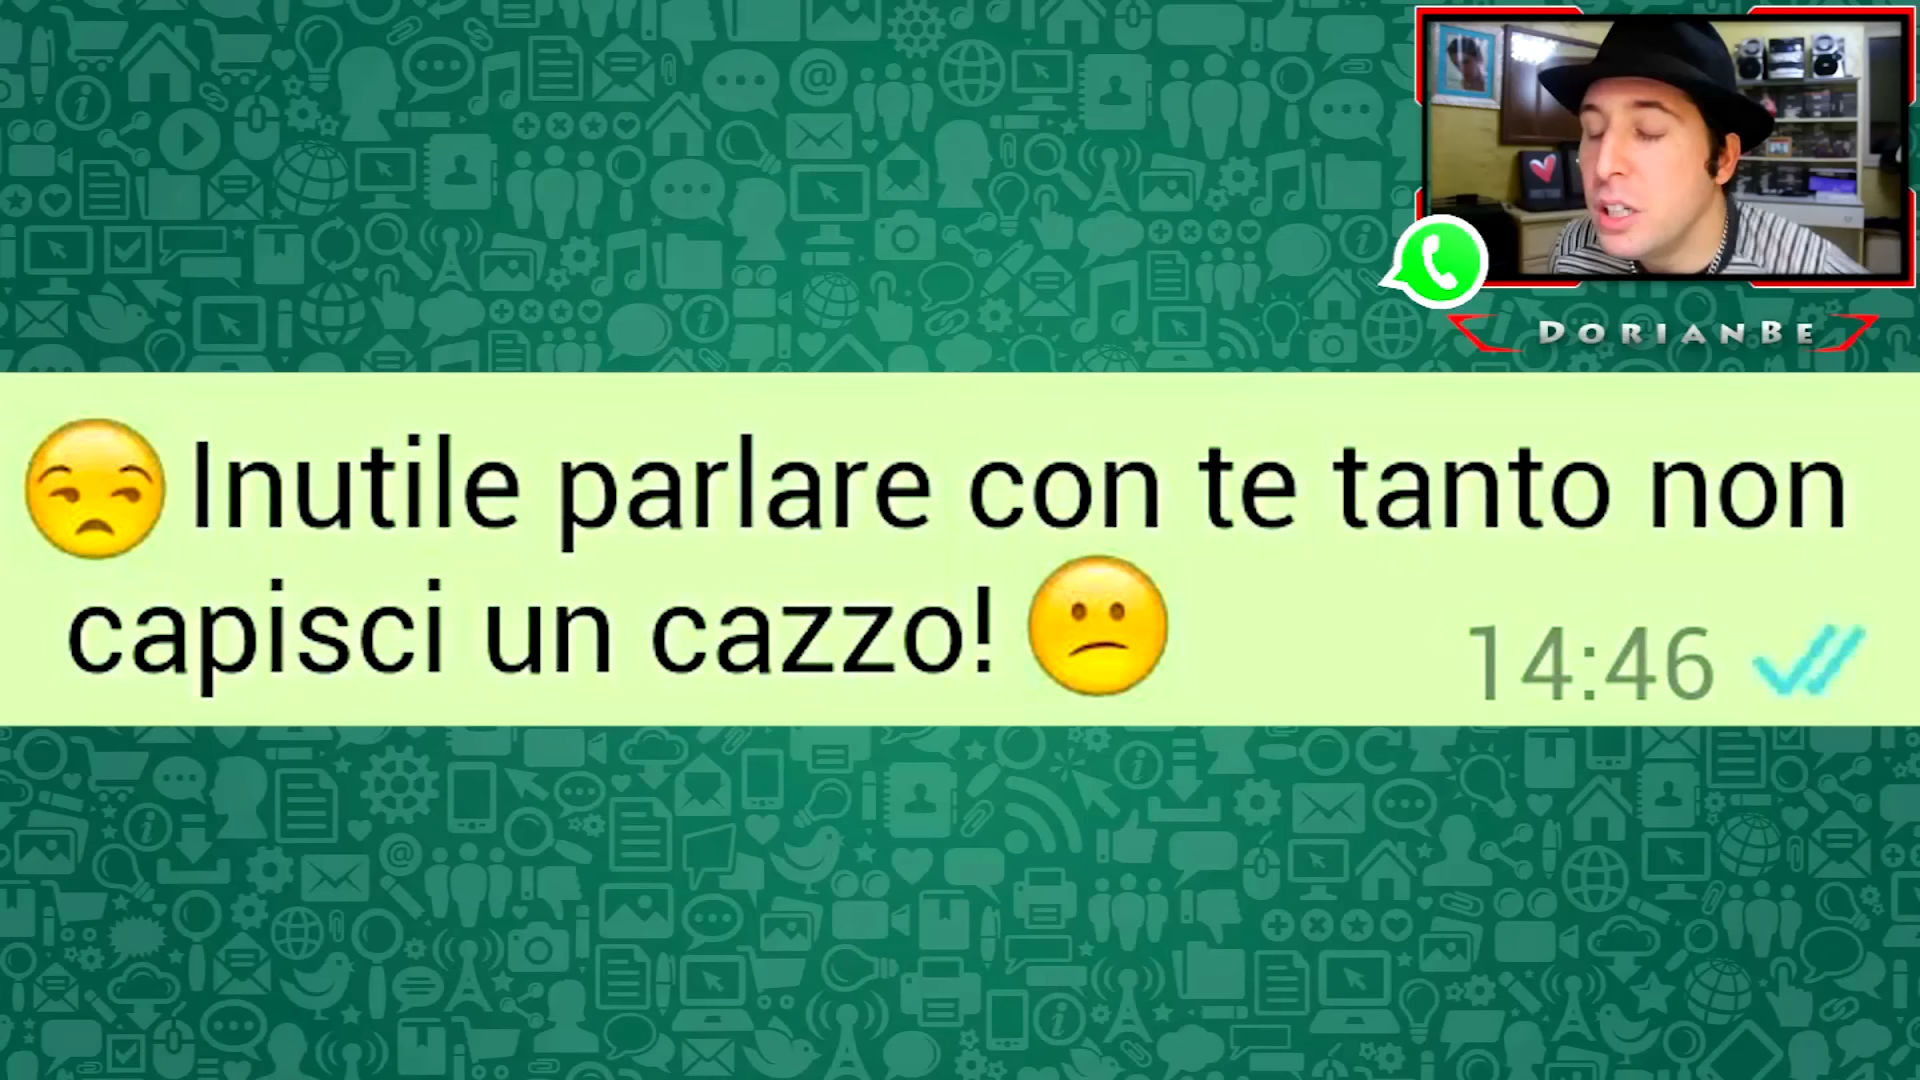 DORIANBE
😒 Inutile parlare con te tanto non
capisci un cazzo! 😕
14:46